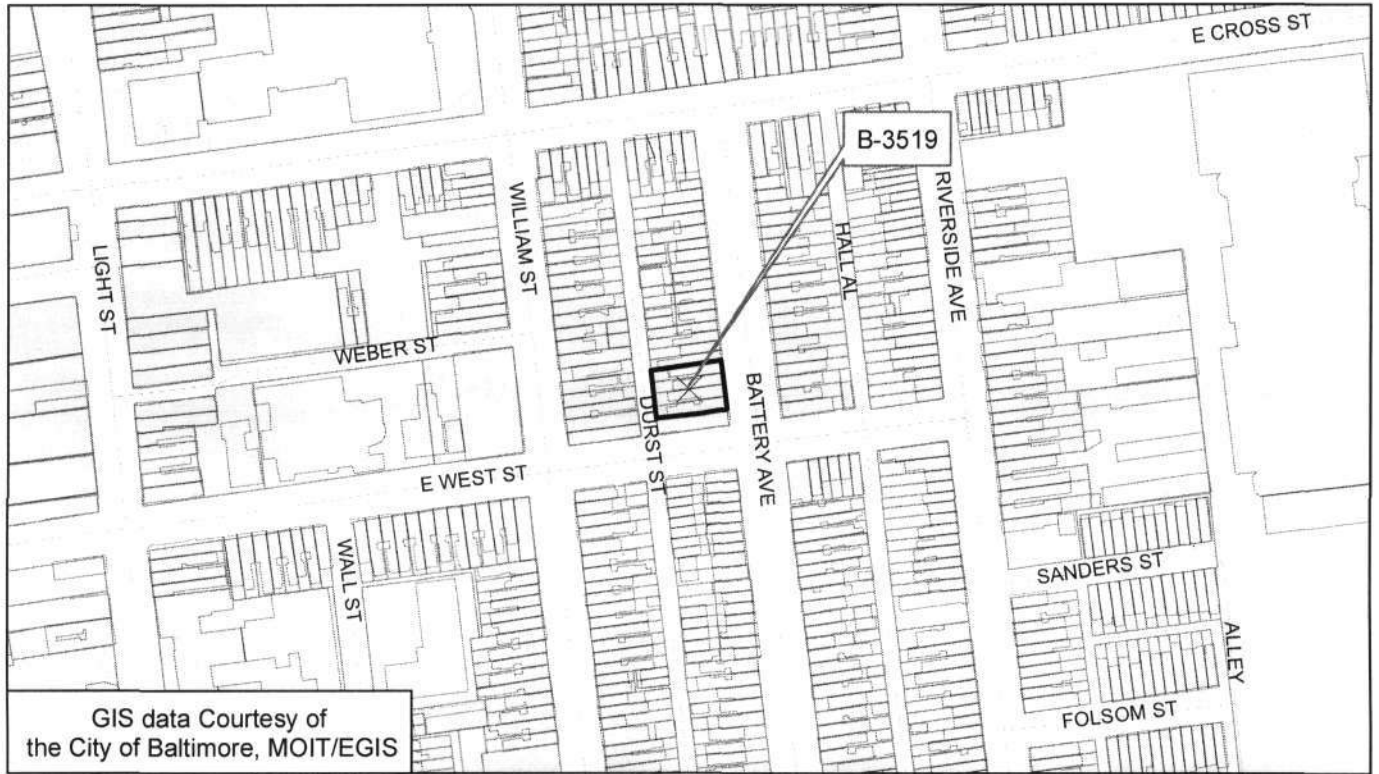 E CROSS ST
B-3519
RIVERSIDE AVE
WILLIAM ST
HALL AL
LIGHT ST
WEBER ST
BATTERY AVE
DURST ST
E WEST ST
WALL ST
SANDERS ST
ALLEY
FOLSOM ST
GIS data Courtesy of
the City of Baltimore, MOIT/EGIS